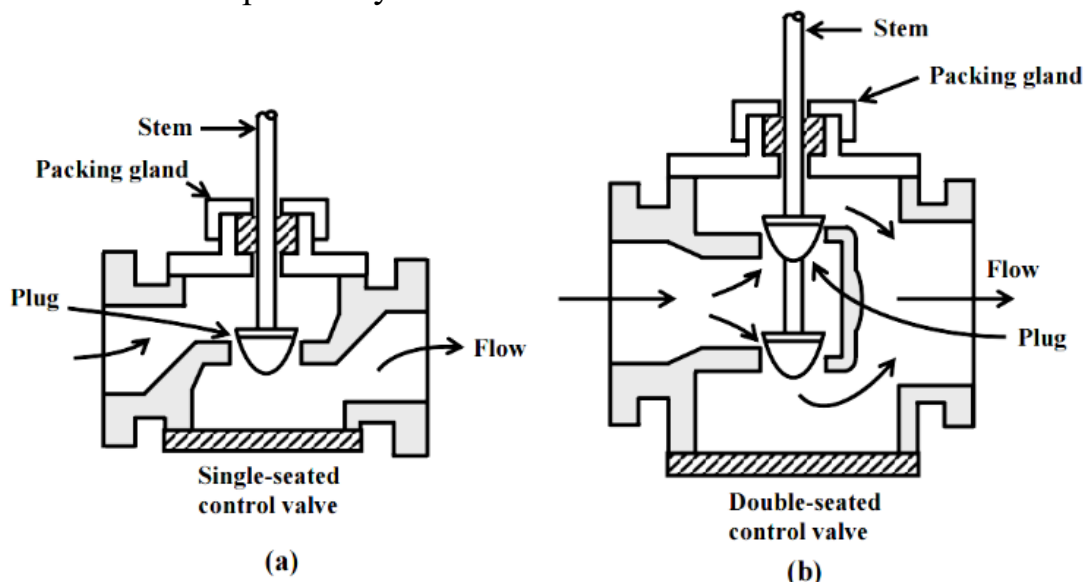 Stem
Packing gland
Plug
Flow
Single-seated
control valve
(a)
Stem
Packing gland
Flow
Plug
Double-seated
control valve
(b)